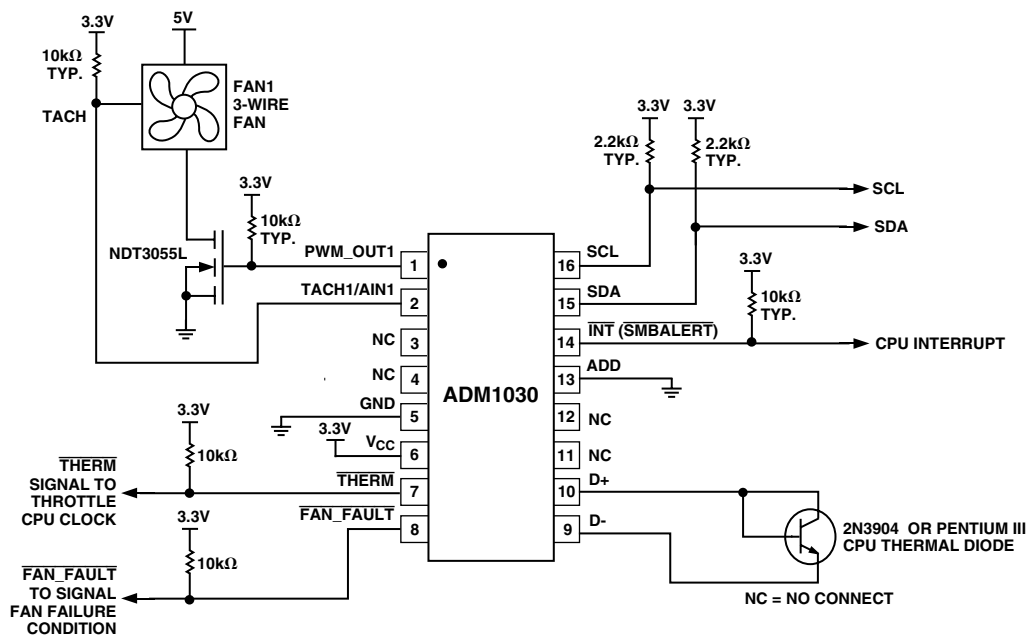 3.3V
10kΩ
TYP.
5V
TACH
FAN1
3-WIRE
FAN
3.3V
10kΩ
TYP.
NDT3055L
3.3V
2.2kΩ
TYP.
3.3V
2.2kΩ
TYP.
SCL
SDA
3.3V
10kΩ
TYP.
CPU INTERRUPT
ADM1030
PWM_OUT1
1
TACH1/AIN1
2
NC
3
NC
4
GND
5
3.3V
VCC
6
THERM
7
FAN_FAULT
8
SCL
16
SDA
15
INT (SMBALERT)
14
ADD
13
12
NC
11
NC
D+
10
D-
9
3.3V
10kΩ
THERM
SIGNAL TO
THROTTLE
CPU CLOCK
3.3V
10kΩ
FAN_FAULT
TO SIGNAL
FAN FAILURE
CONDITION
2N3904 OR PENTIUM III
CPU THERMAL DIODE
NC = NO CONNECT